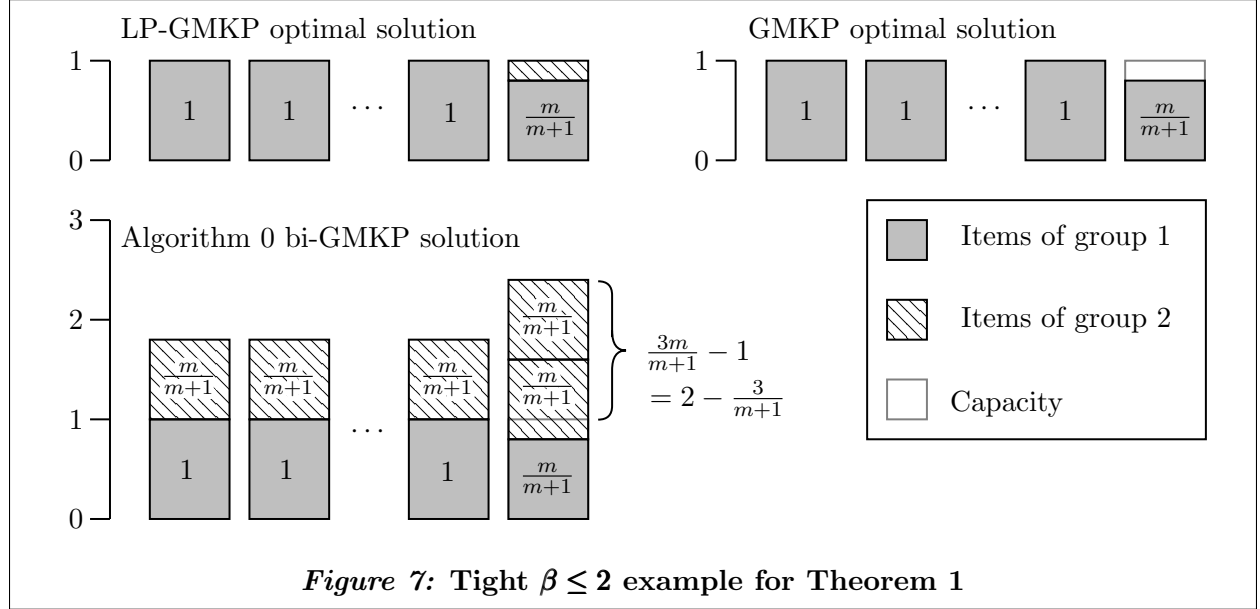 LP-GMKP optimal solution
1
0
1 1 ... 1 m/(m+1)
GMKP optimal solution
1
0
1 1 ... 1 m/(m+1)
3
2
1
0
Algorithm 0 bi-GMKP solution
m/(m+1)
m/(m+1) m/(m+1) m/(m+1) m/(m+1)
...
1 1 1 m/(m+1)
3m/(m+1) − 1
= 2 − 3/(m+1)
Items of group 1
Items of group 2
Capacity
Figure 7: Tight β ≤ 2 example for Theorem 1